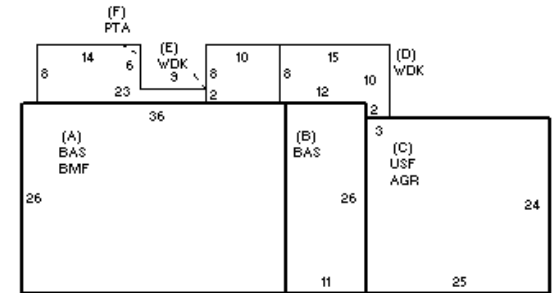 (F)
PTA
14
6
8
23
(E)
WDK
9
10
8
2
15
8
10
12
2
(D)
WDK
36
(A)
BAS
BMF
26
(B)
BAS
26
11
3
(C)
USF
AGR
24
25